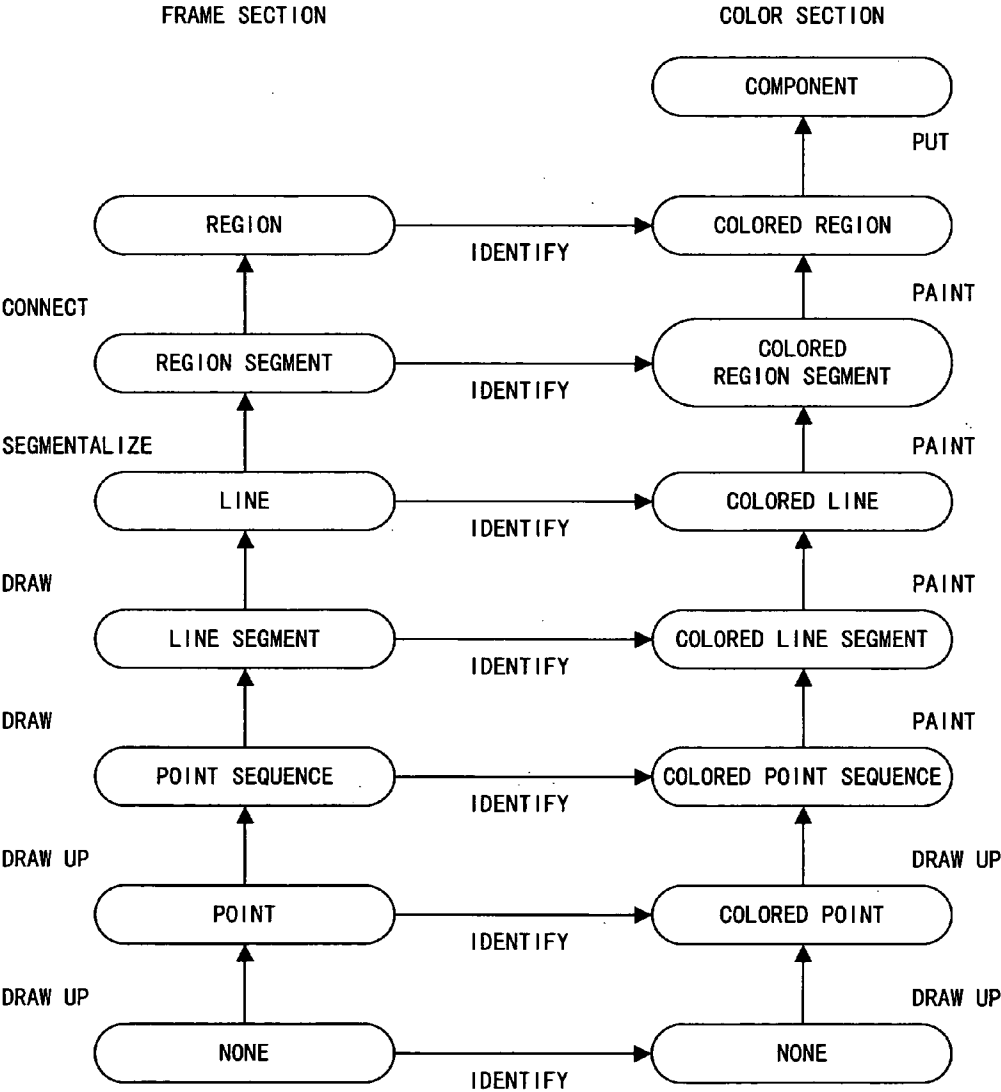 FRAME SECTION
COLOR SECTION
COMPONENT
PUT
REGION
COLORED REGION
IDENTIFY
CONNECT
PAINT
REGION SEGMENT
COLORED
REGION SEGMENT
IDENTIFY
SEGMENTALIZE
PAINT
LINE
COLORED LINE
IDENTIFY
DRAW
PAINT
LINE SEGMENT
COLORED LINE SEGMENT
IDENTIFY
DRAW
PAINT
POINT SEQUENCE
COLORED POINT SEQUENCE
IDENTIFY
DRAW UP
DRAW UP
POINT
COLORED POINT
IDENTIFY
DRAW UP
DRAW UP
NONE
NONE
IDENTIFY